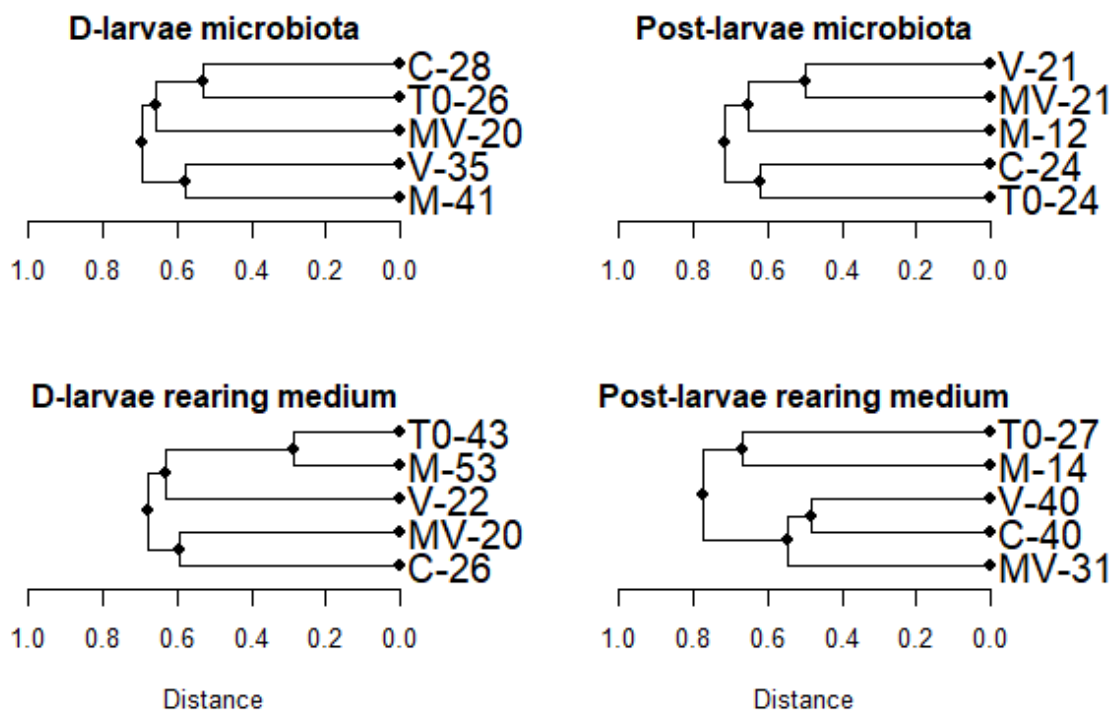 D-larvae microbiota
C-28
T0-26
MV-20
V-35
M-41
1.0 0.8 0.6 0.4 0.2 0.0
Post-larvae microbiota
V-21
MV-21
M-12
C-24
T0-24
1.0 0.8 0.6 0.4 0.2 0.0
D-larvae rearing medium
T0-43
M-53
V-22
MV-20
C-26
1.0 0.8 0.6 0.4 0.2 0.0
Distance
Post-larvae rearing medium
T0-27
M-14
V-40
C-40
MV-31
1.0 0.8 0.6 0.4 0.2 0.0
Distance